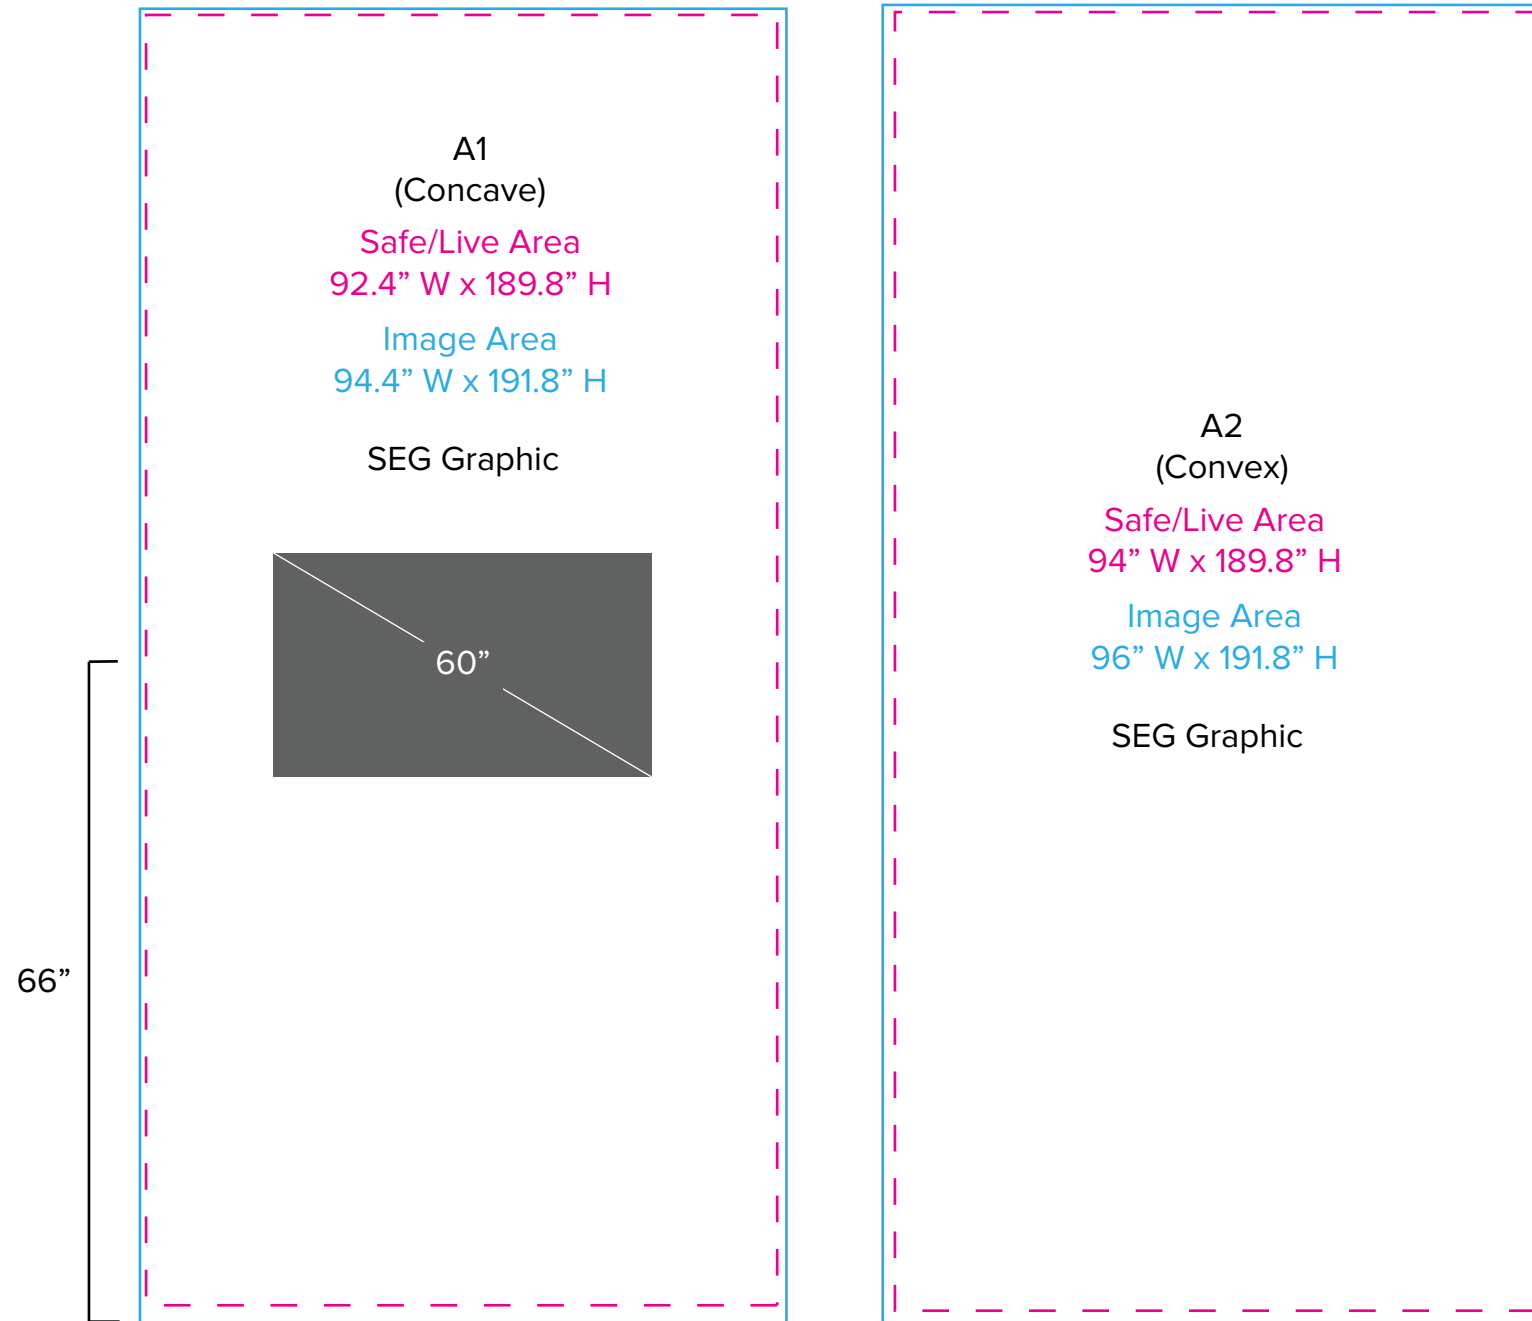 A1
(Concave)
Safe/Live Area
92.4” W x 189.8” H
Image Area
94.4” W x 191.8” H
SEG Graphic
60”
66”
A2
(Convex)
Safe/Live Area
94” W x 189.8” H
Image Area
96” W x 191.8” H
SEG Graphic